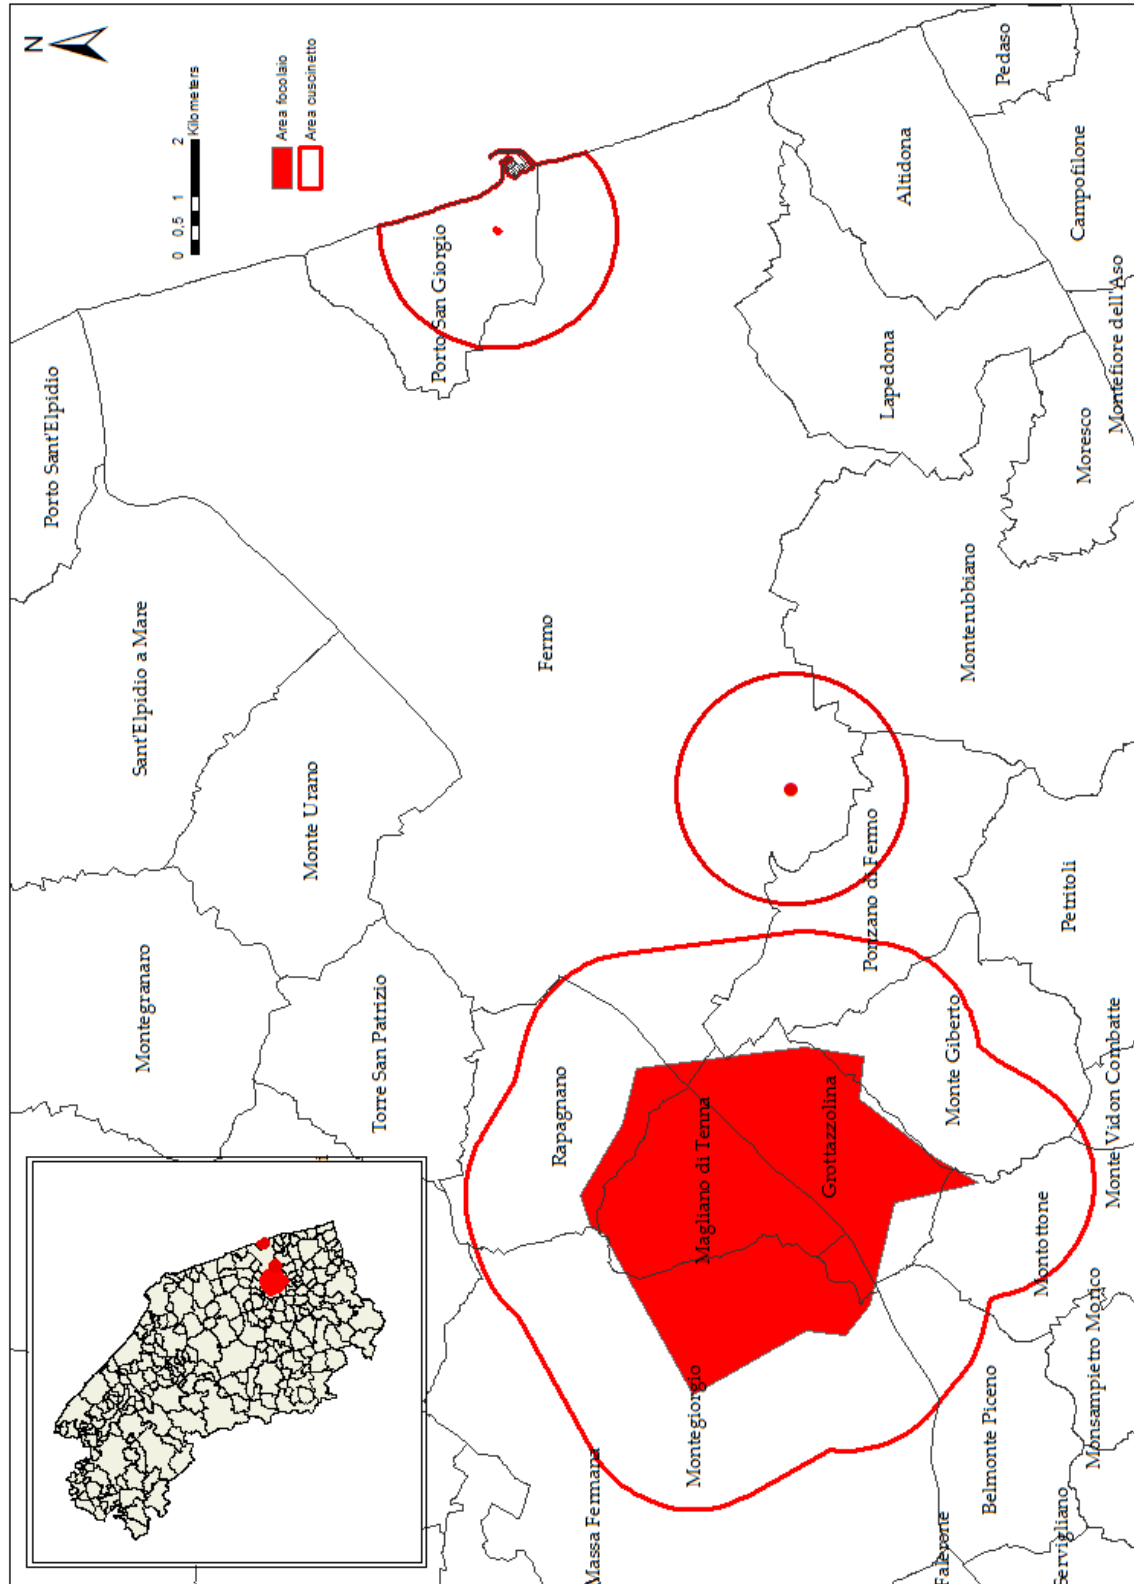 N
Porto Sant'Elpidio
Sant'Elpidio a Mare
Montegranaro
0 0.5 1 2
Kilometers
Area focolaio
Area cuscinetto
Monte Urano
Torre San Patrizio
Porto San Giorgio
Fermo
Rapagnano
Massa Fermana
Montegiorgio
Magliano di Tenna
Grottazzolina
Ponzano di Fermo
Lapedona
Altidona
Falerone
Monte Giberto
Monterubbiano
Belmonte Piceno
Pedaso
Montottone
Servigliano
Petritoli
Campofilone
Moresco
Monsampietro Morico
Monte Vidon Combatte
Montefiore dell'Aso